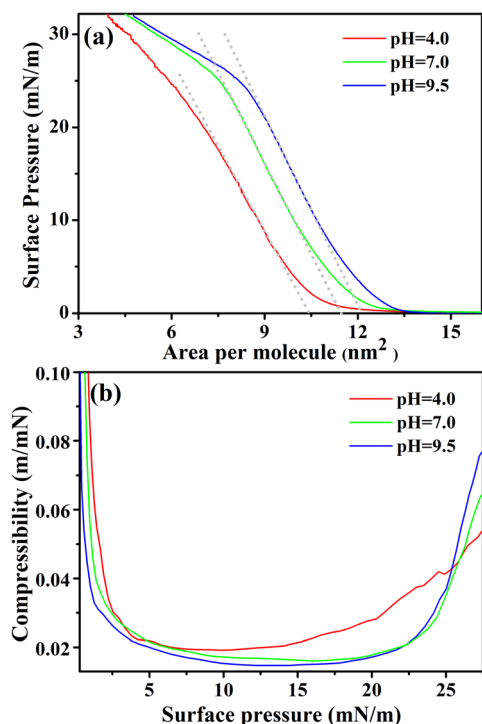 (a)
pH=4.0
pH=7.0
pH=9.5
Surface Pressure (mN/m)
30
20
10
0
3 6 9 12 15
Area per molecule (nm²)
(b)
pH=4.0
pH=7.0
pH=9.5
Compressibility (m/mN)
0.10
0.08
0.06
0.04
0.02
5 10 15 20 25
Surface pressure (mN/m)